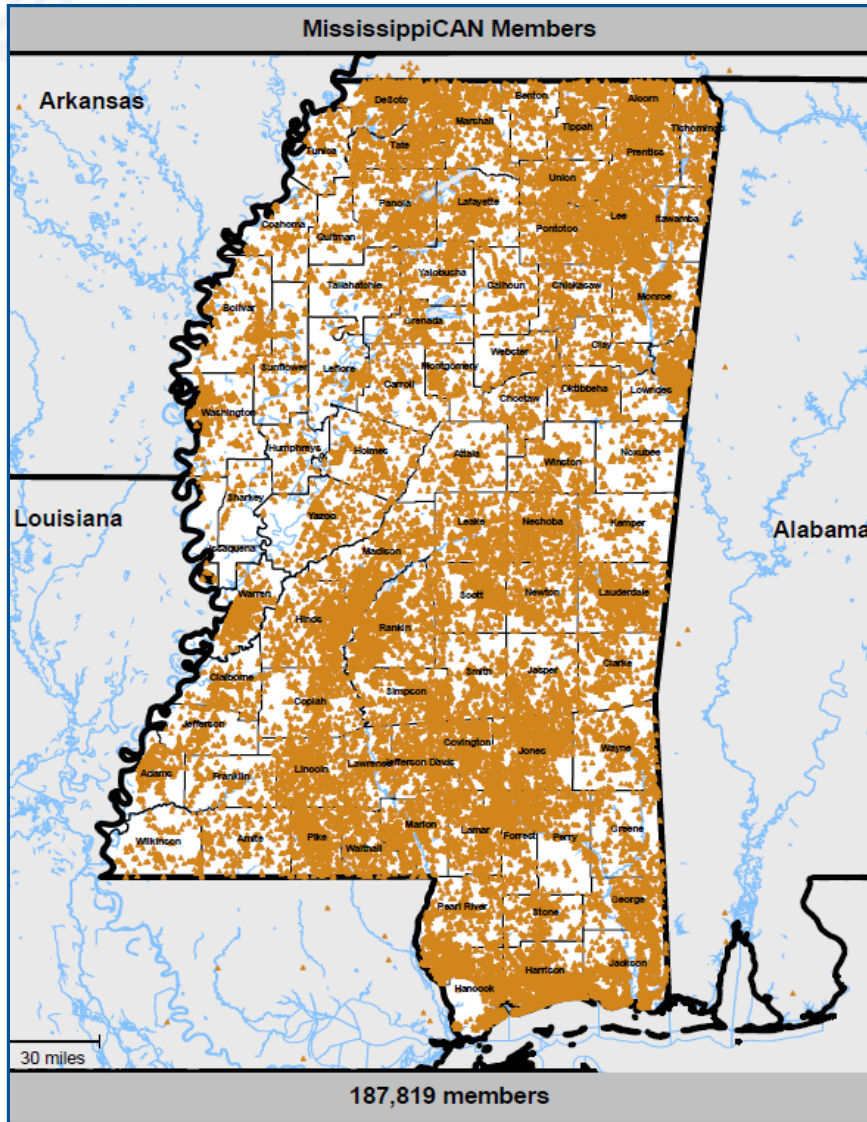 MississippiCAN Members
Arkansas
DeSoto
Benton
Alcorn
Marshall
Tippah
Tishomingo
Tate
Tunica
Prentiss
Union
Panola
Lafayette
Lee
Itawamba
Coahoma
Quitman
Pontotoc
Yalobusha
Tallahatchie
Calhoun
Chickasaw
Monroe
Bolivar
Grenada
Clay
Webster
Sunflower
Leflore
Montgomery
Carroll
Oktibbeha
Lowndes
Choctaw
Washington
Humphreys
Holmes
Attala
Noxubee
Winston
Sharkey
Louisiana
Yazoo
Leake
Neshoba
Kemper
Alabama
Issaquena
Madison
Warren
Scott
Newton
Lauderdale
Hinds
Rankin
Clarke
Smith
Jasper
Claiborne
Simpson
Copiah
Jefferson
Covington
Jones
Wayne
Lawrence
Jefferson Davis
Lincoln
Adams
Franklin
Marion
Lamar
Forrest
Perry
Greene
Wilkinson
Amite
Pike
Walthall
George
Pearl River
Stone
Jackson
Harrison
Hancock
30 miles
187,819 members